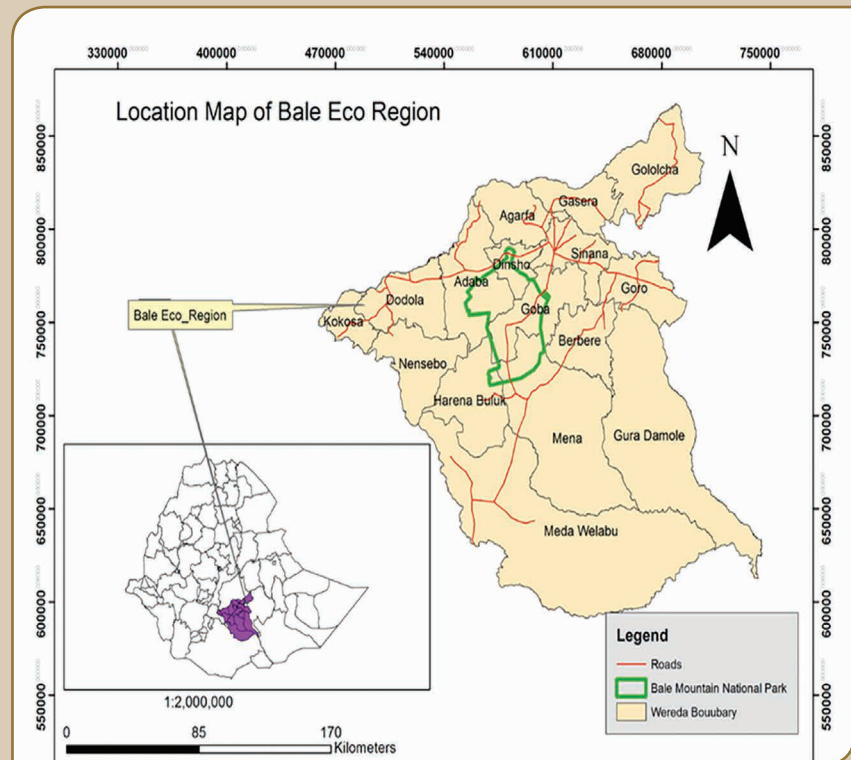 330000 400000 470000 540000 610000 680000 750000
Location Map of Bale Eco Region
N
850000
800000
750000
700000
650000
600000
550000
850000
800000
750000
700000
650000
600000
550000
Gololcha
Gasera
Agarfa
Sinana
Dinsho
Adaba
Goro
Dodola
Goba
Kokosa
Bale Eco_Region
Berbere
Nensebo
Harena Buluk
Mena
Gura Damole
Meda Welabu
Legend
Roads
Bale Mountain National Park
Wereda Bouubary
1:2,000,000
0 85 170
Kilometers